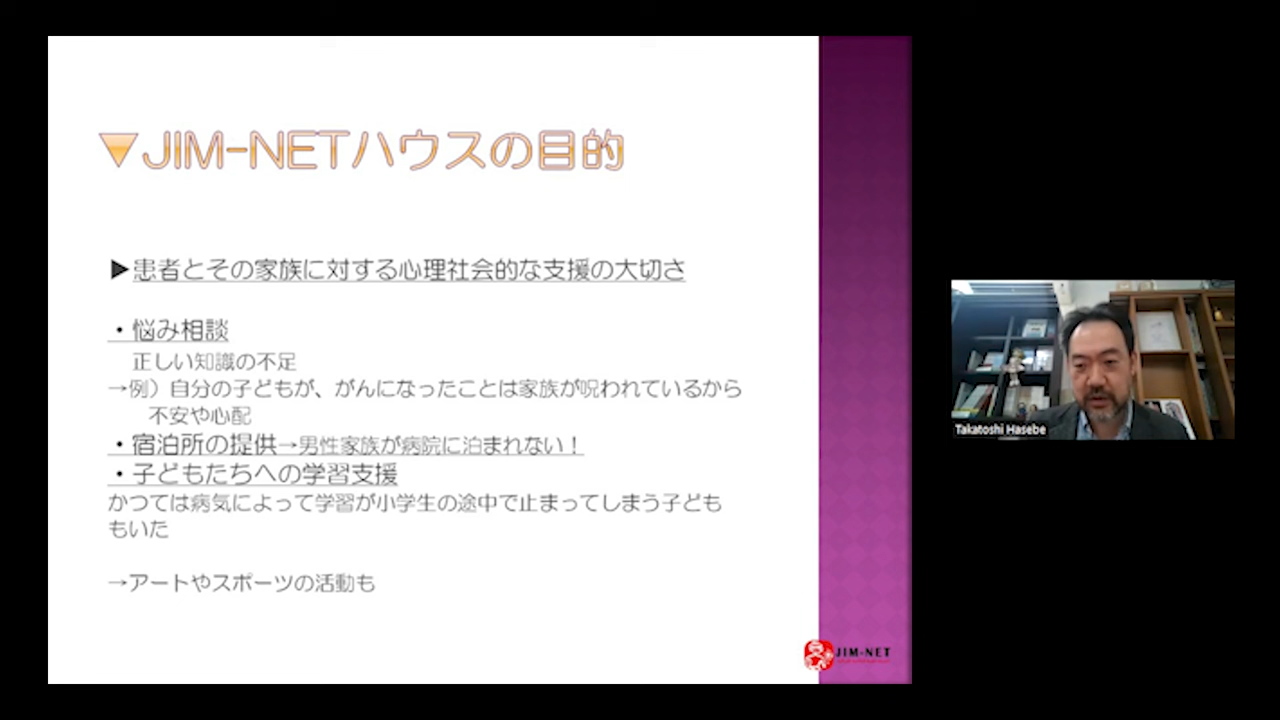 ▼JIM-NETハウスの目的
▶患者とその家族に対する心理社会的な支援の大切さ
・悩み相談
正しい知識の不足
→例）自分の子どもが、がんになったことは家族が呪われているから
不安や心配
・宿泊所の提供→男性家族が病院に泊まれない！
・子どもたちへの学習支援
かつては病気によって学習が小学生の途中で止まってしまう子ども
もいた
→アートやスポーツの活動も
JIM-NET
Takatoshi Hasebe